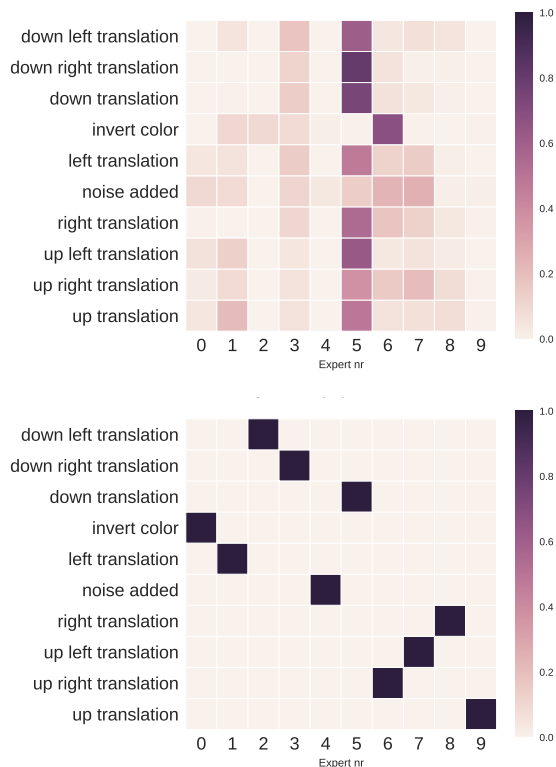 down left translation
down right translation
down translation
invert color
left translation
noise added
right translation
up left translation
up right translation
up translation
0 1 2 3 4 5 6 7 8 9
Expert nr
1.0
0.8
0.6
0.4
0.2
0.0
down left translation
down right translation
down translation
invert color
left translation
noise added
right translation
up left translation
up right translation
up translation
0 1 2 3 4 5 6 7 8 9
Expert nr
1.0
0.8
0.6
0.4
0.2
0.0